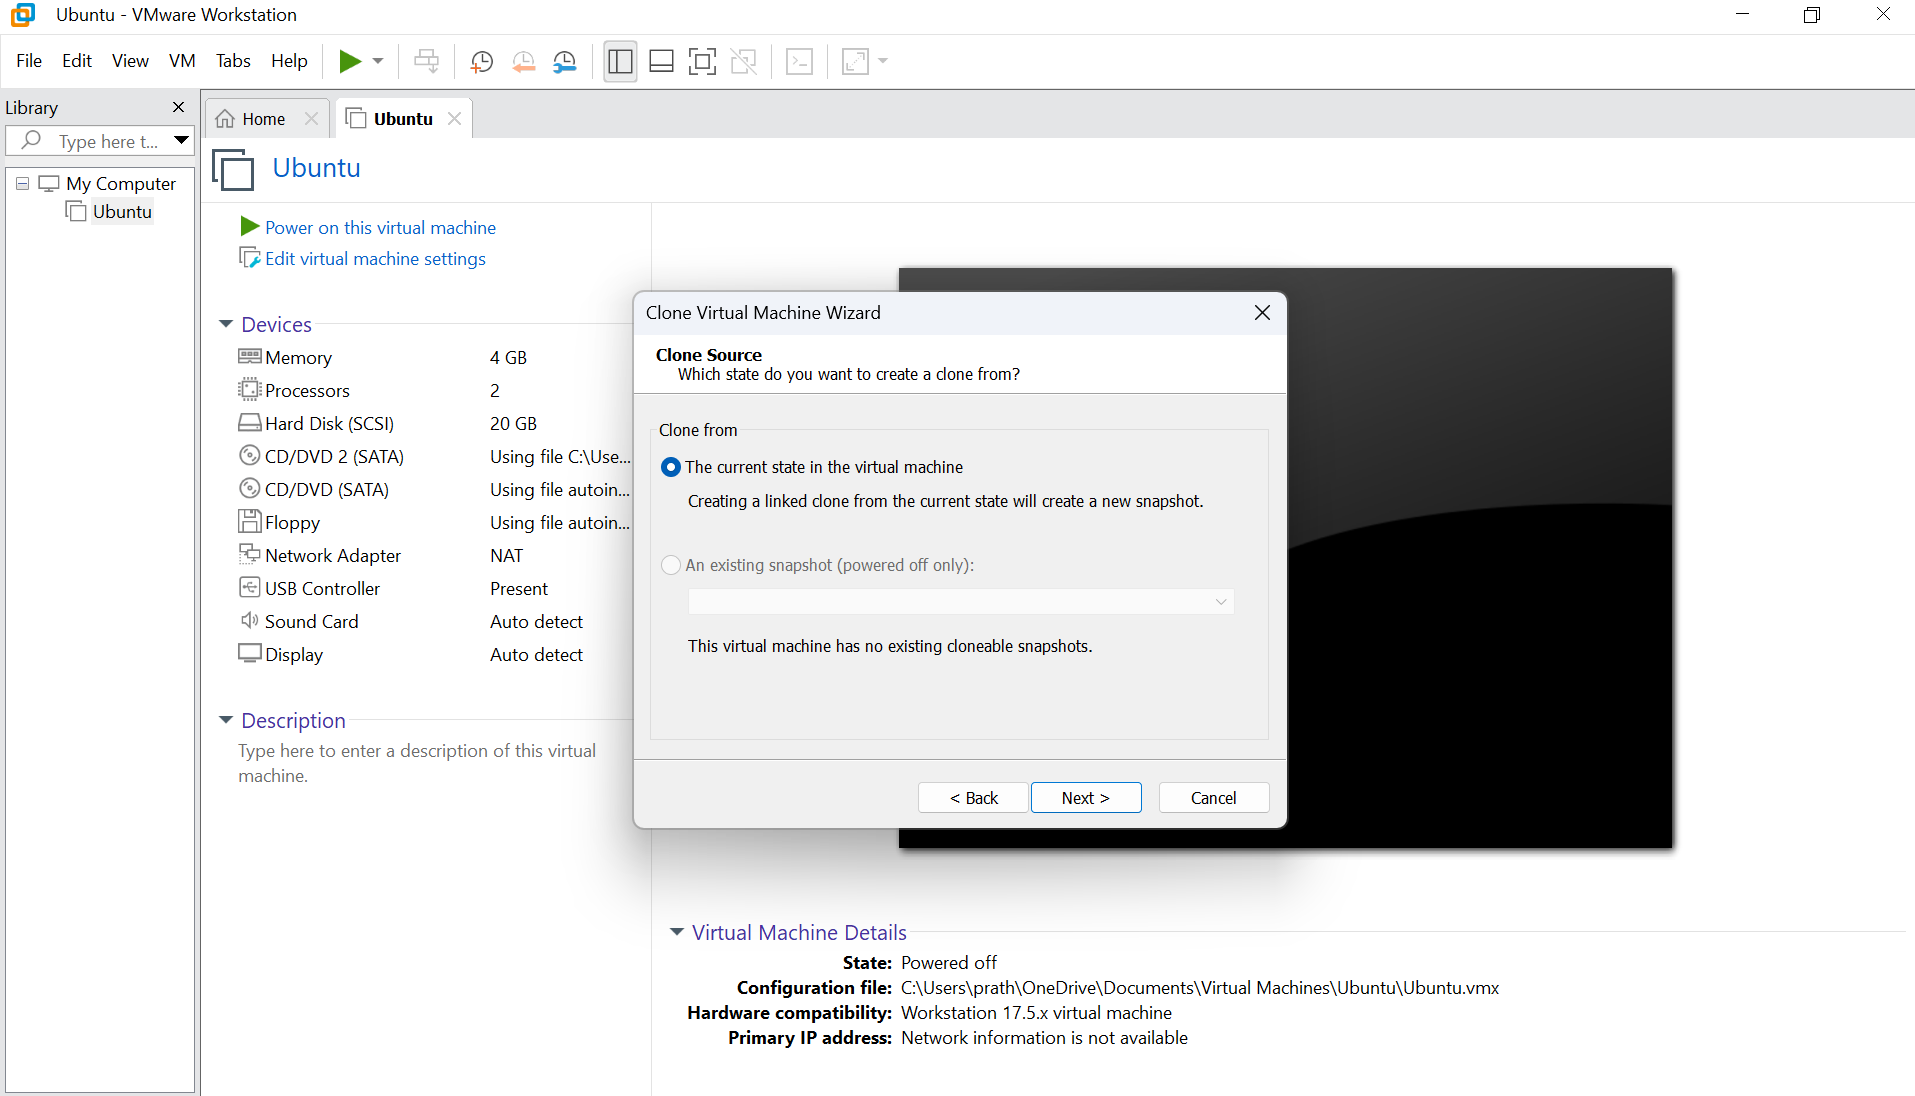 Ubuntu - VMware Workstation
File Edit View VM Tabs Help
Library
Type here t...
My Computer
Ubuntu
Home
Ubuntu
Ubuntu
Power on this virtual machine
Edit virtual machine settings
Devices
Memory 4 GB
Processors 2
Hard Disk (SCSI) 20 GB
CD/DVD 2 (SATA) Using file C:\Use...
CD/DVD (SATA) Using file autoin...
Floppy Using file autoin...
Network Adapter NAT
USB Controller Present
Sound Card Auto detect
Display Auto detect
Description
Type here to enter a description of this virtual
machine.
Clone Virtual Machine Wizard
Clone Source
Which state do you want to create a clone from?
Clone from
The current state in the virtual machine
Creating a linked clone from the current state will create a new snapshot.
An existing snapshot (powered off only):
This virtual machine has no existing cloneable snapshots.
< Back Next > Cancel
Virtual Machine Details
State: Powered off
Configuration file: C:\Users\prath\OneDrive\Documents\Virtual Machines\Ubuntu\Ubuntu.vmx
Hardware compatibility: Workstation 17.5.x virtual machine
Primary IP address: Network information is not available